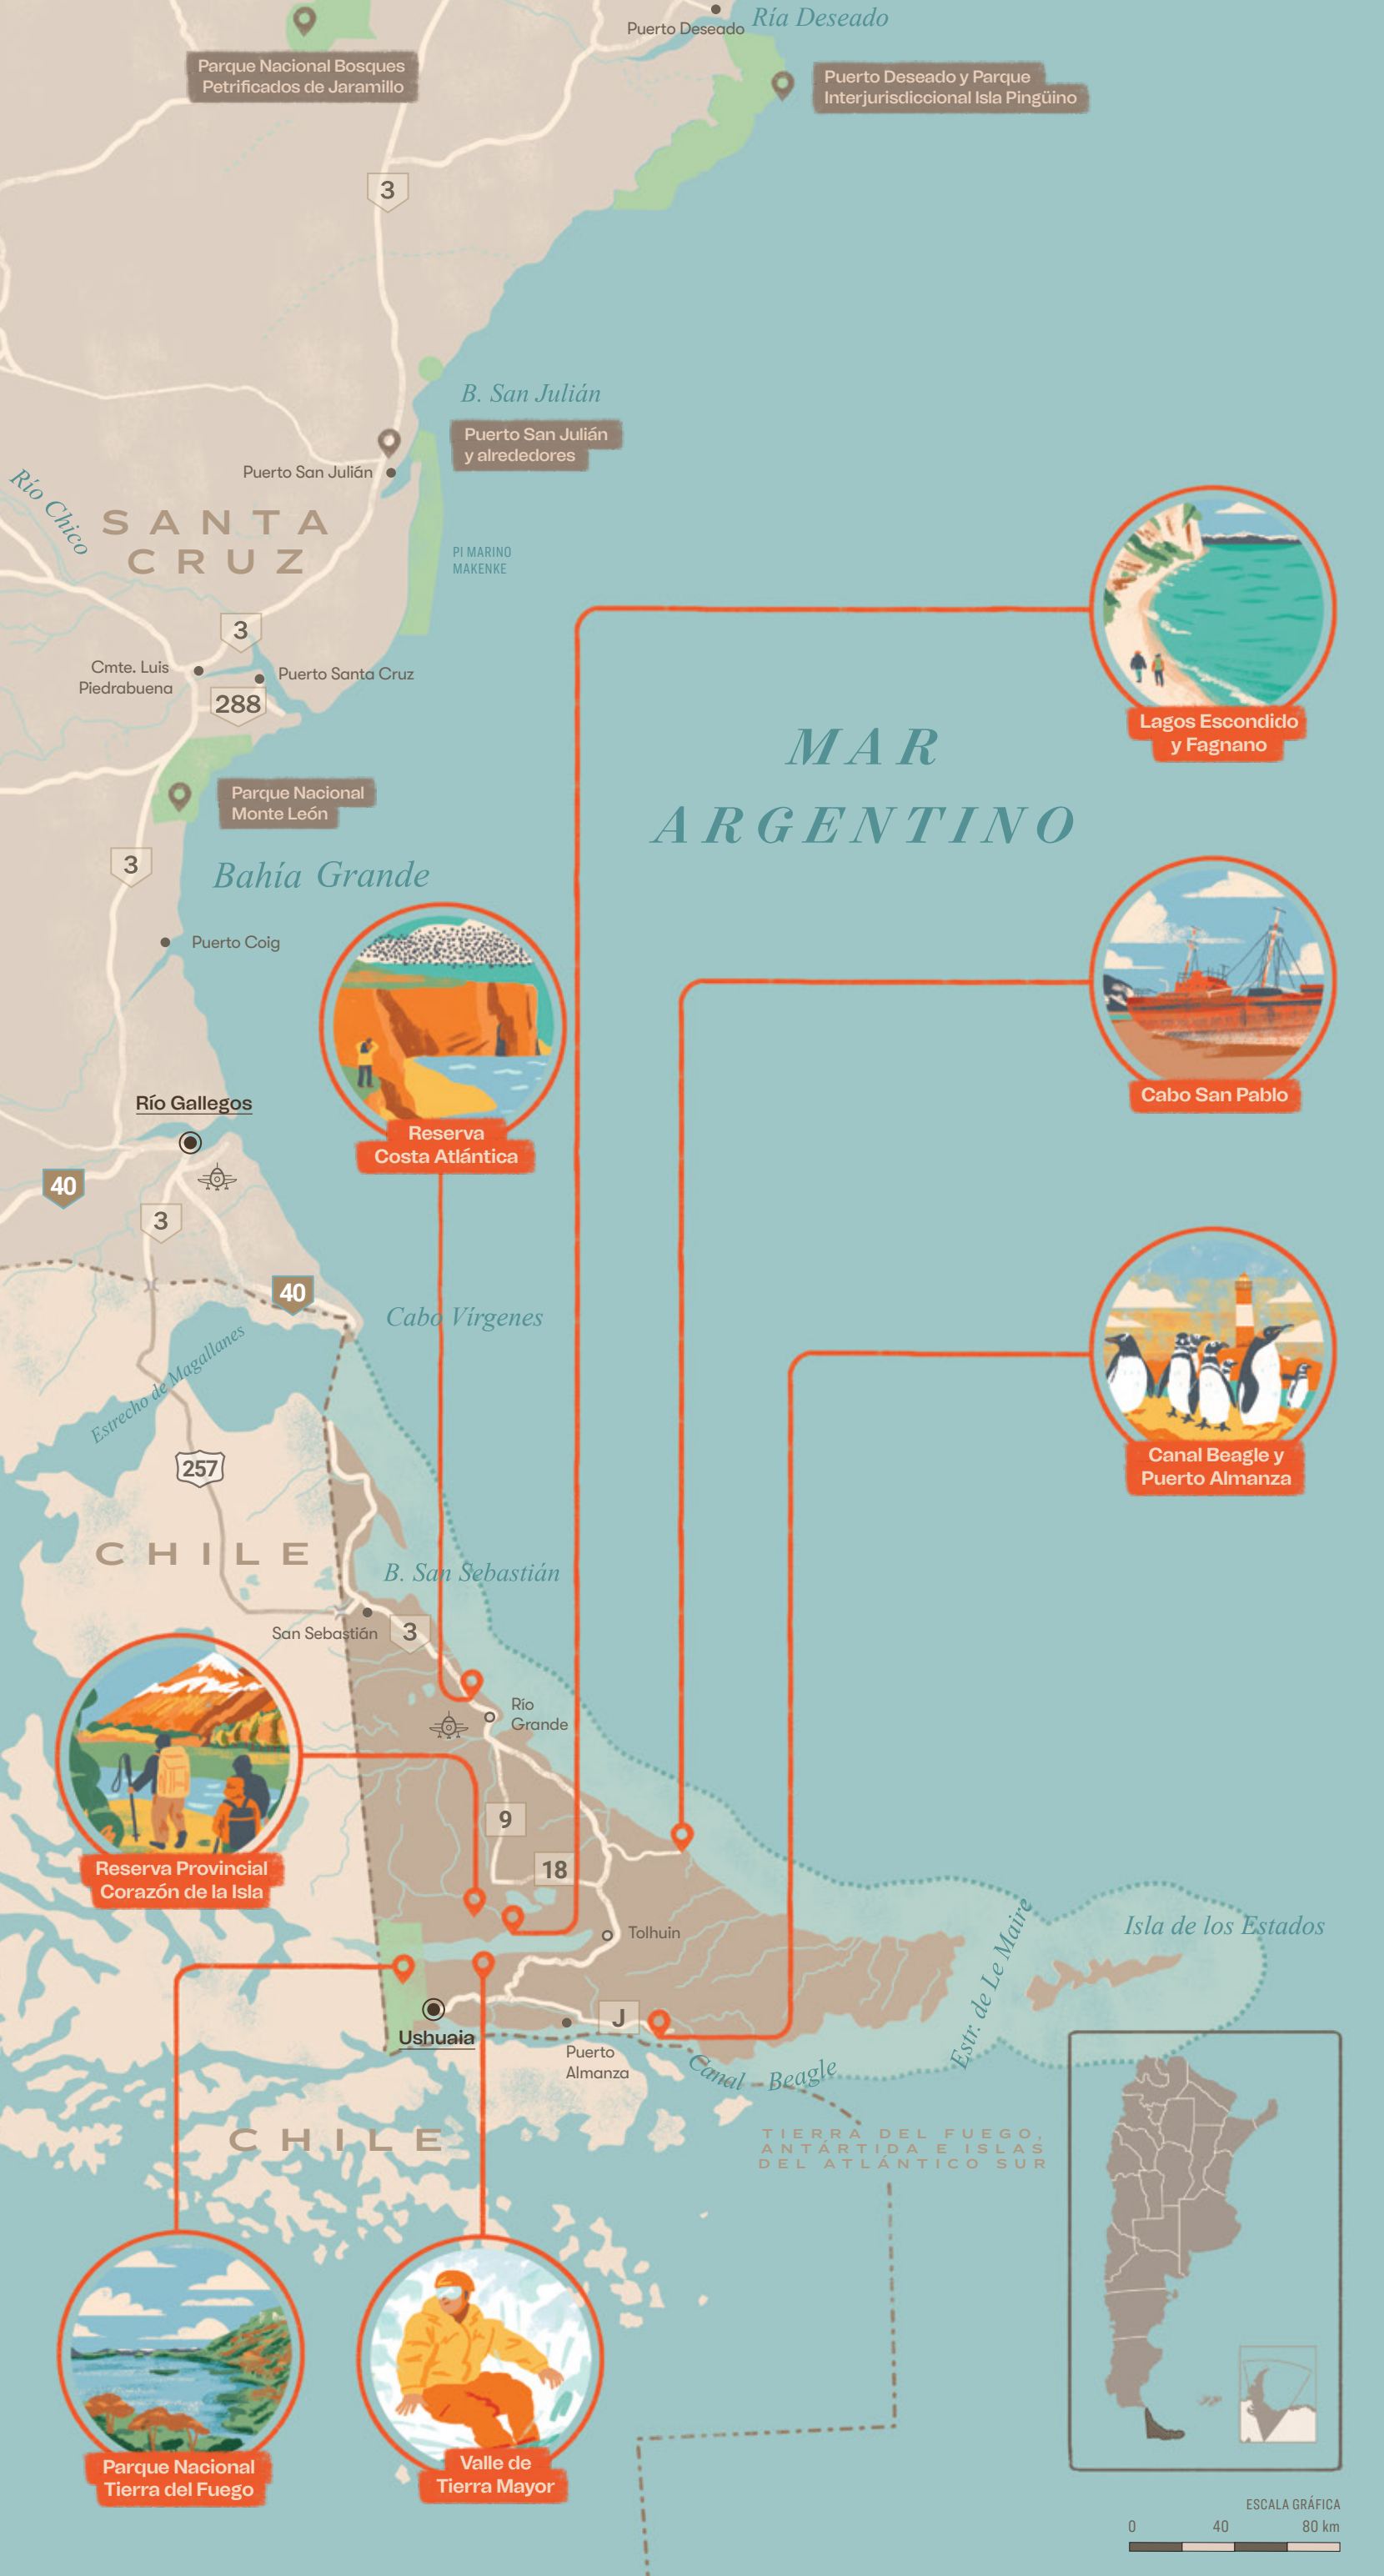 Puerto Deseado
Ría Deseado
Parque Nacional Bosques
Petrificados de Jaramillo
Puerto Deseado y Parque
Interjurisdiccional Isla Pingüino
3
B. San Julián
Puerto San Julián
y alrededores
Puerto San Julián
Río Chico
SANTA
CRUZ
PI MARINO
MAKENKE
3
Cmte. Luis
Piedrabuena
Puerto Santa Cruz
288
Lagos Escondido
y Fagnano
MAR
ARGENTINO
Parque Nacional
Monte León
3
Bahía Grande
Puerto Coig
Cabo San Pablo
Río Gallegos
Reserva
Costa Atlántica
40
3
40
Cabo Vírgenes
Estrecho de Magallanes
257
Canal Beagle y
Puerto Almanza
CHILE
B. San Sebastián
San Sebastián
3
Río
Grande
9
18
Reserva Provincial
Corazón de la Isla
Tolhuin
Isla de los Estados
Estr. de Le Maire
J
Ushuaia
Puerto
Almanza
Canal Beagle
CHILE
TIERRA DEL FUEGO,
ANTÁRTIDA E ISLAS
DEL ATLÁNTICO SUR
Parque Nacional
Tierra del Fuego
Valle de
Tierra Mayor
ESCALA GRÁFICA
0 40 80 km